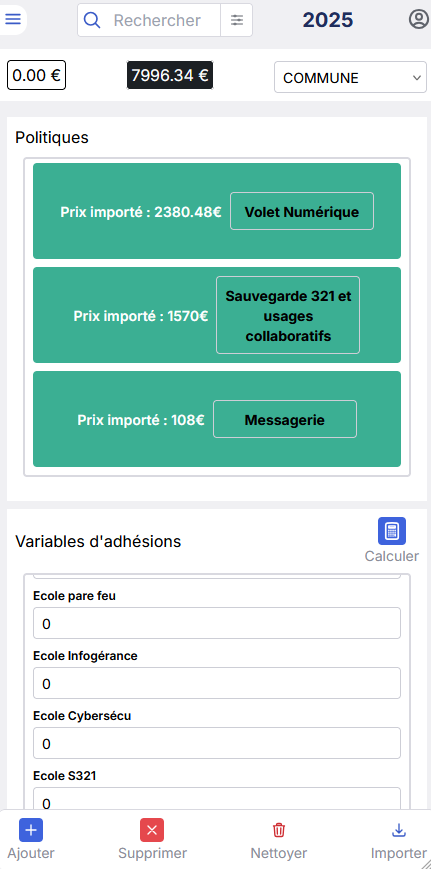 Rechercher
2025
0.00 €
7996.34 €
COMMUNE
Politiques
Prix importé : 2380.48€
Volet Numérique
Prix importé : 1570€
Sauvegarde 321 et
usages
collaboratifs
Prix importé : 108€
Messagerie
Variables d'adhésions
Calculer
Ecole pare feu
0
Ecole Infogérance
0
Ecole Cybersécu
0
Ecole S321
0
Ajouter
Supprimer
Nettoyer
Importer